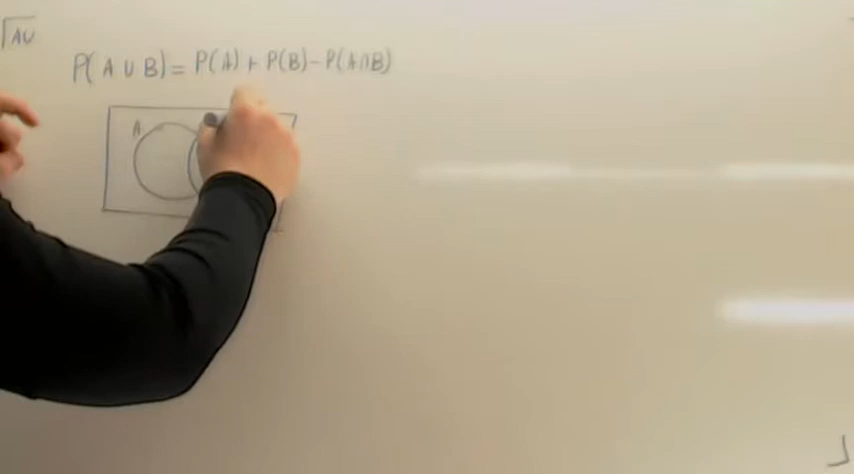 AU
P(A ∪ B) = P(A) + P(B) - P(A∩B)
A